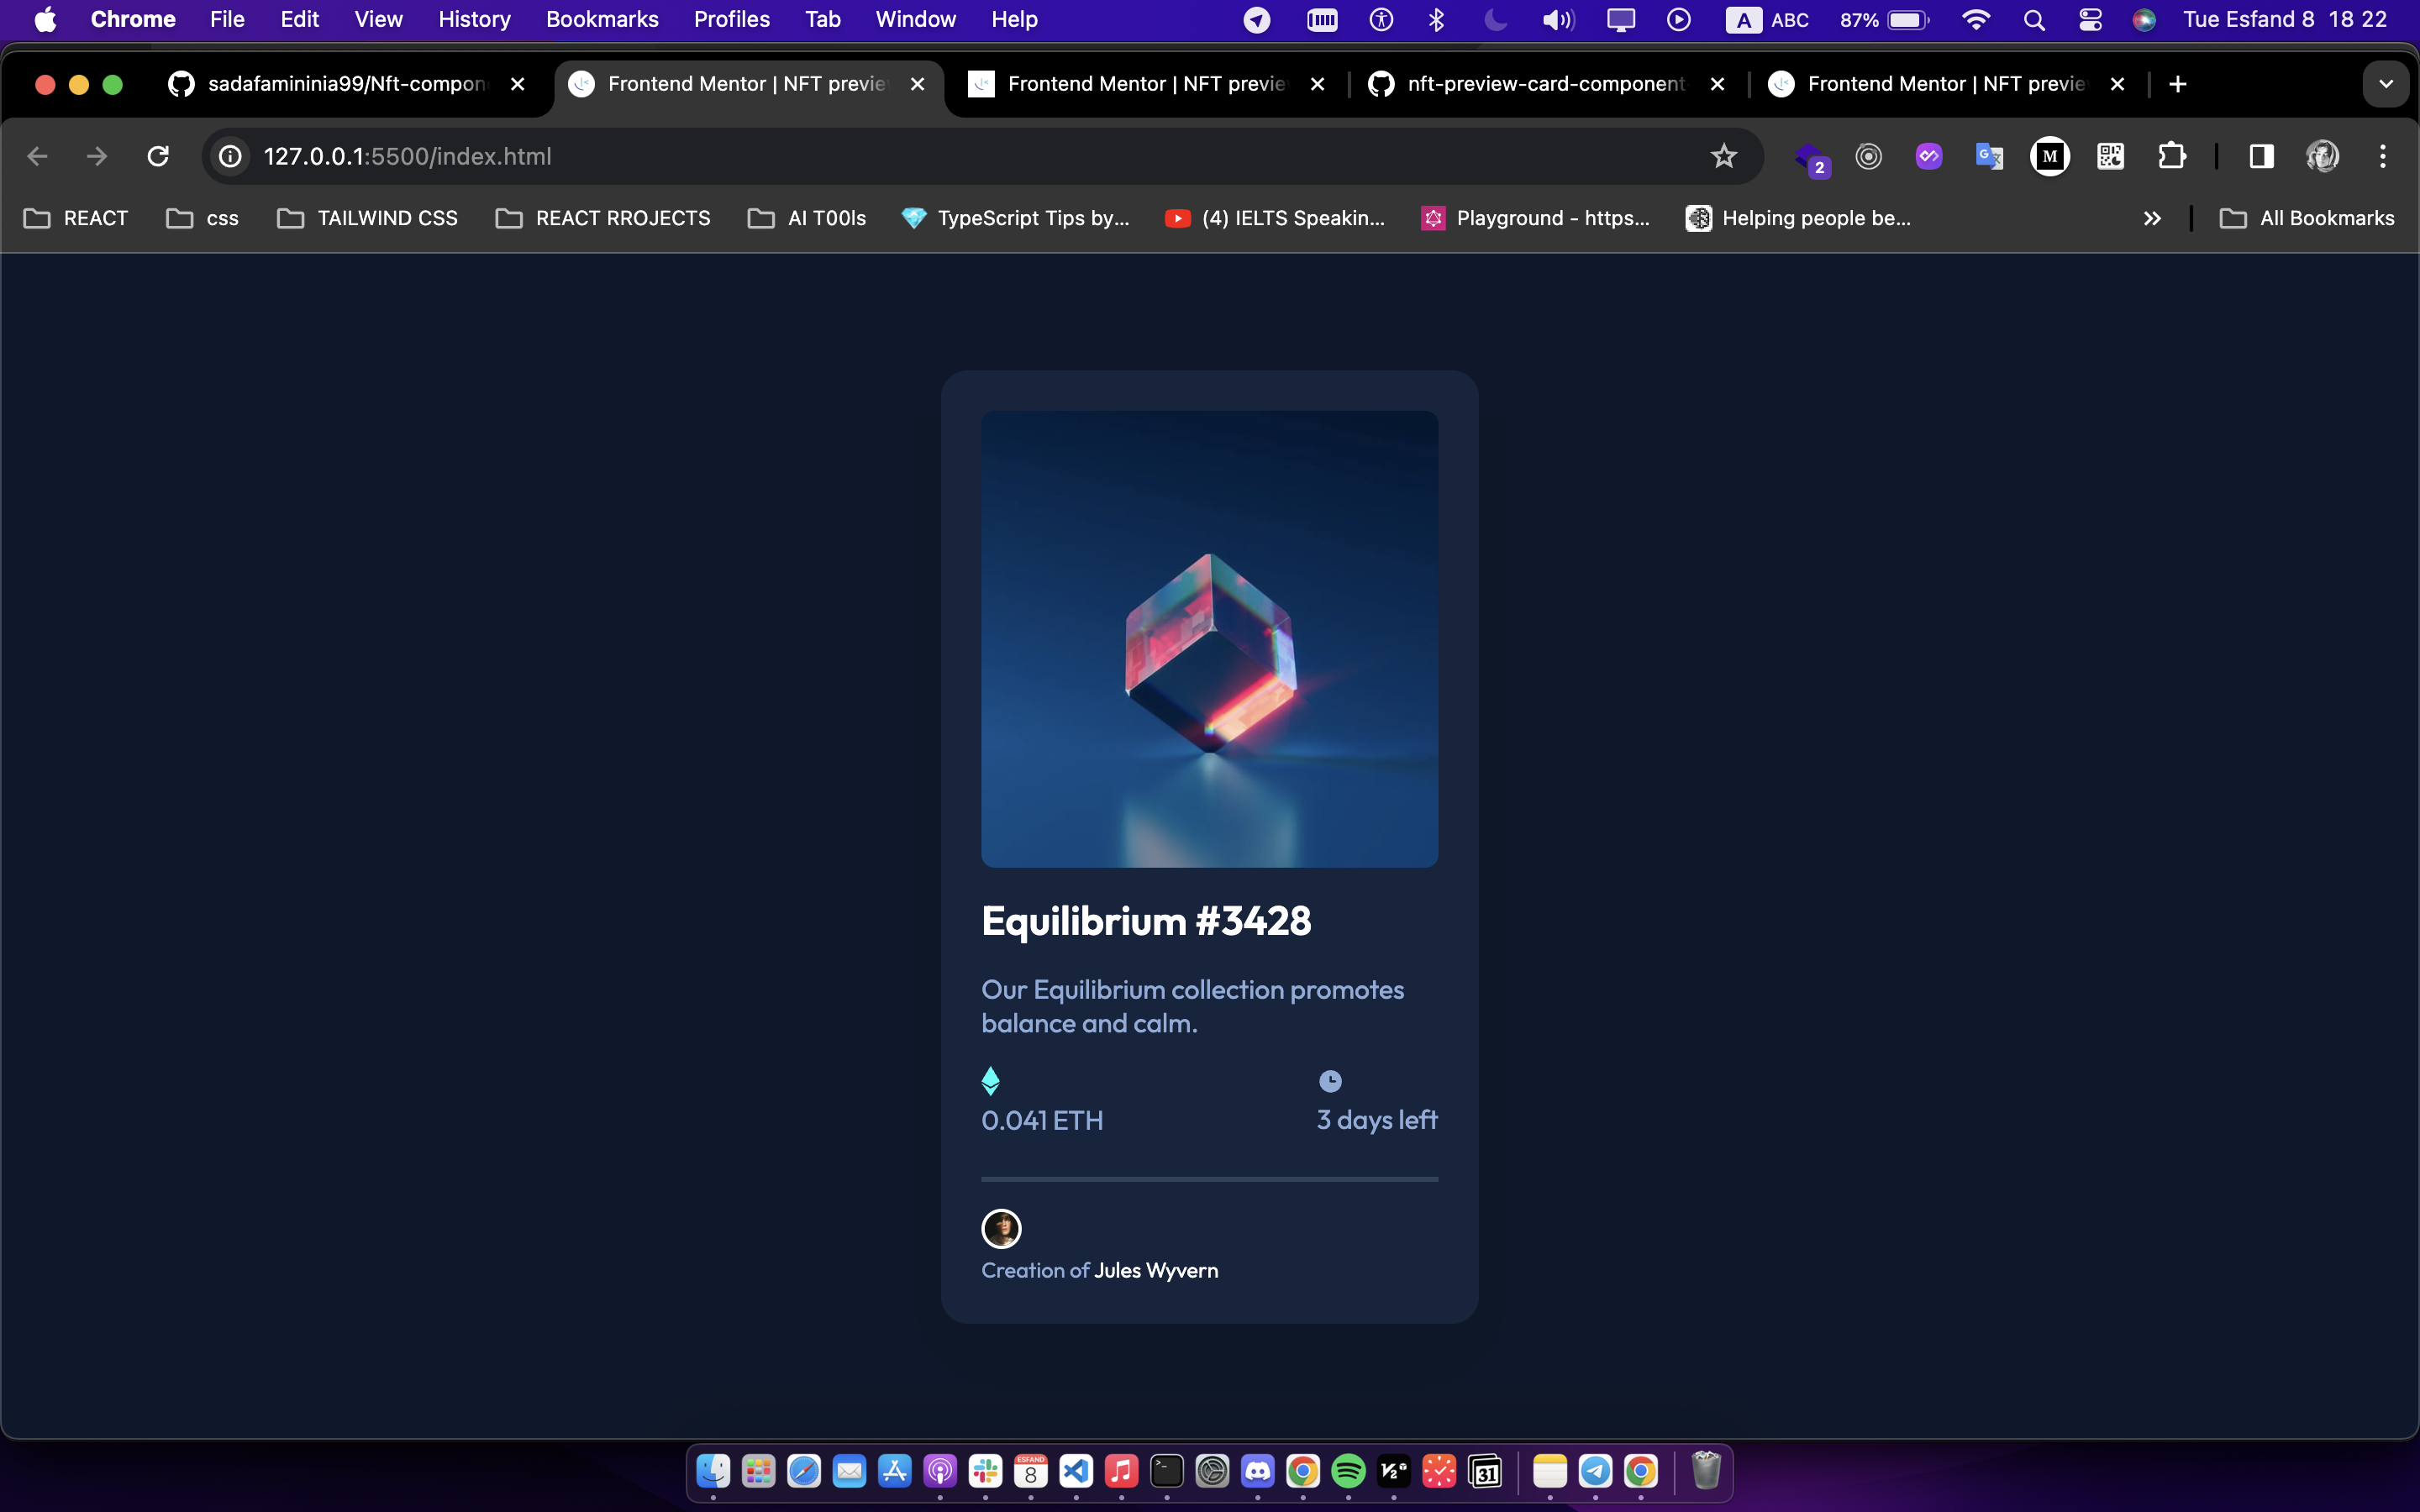 Chrome File Edit View History Bookmarks Profiles Tab Window Help A ABC 87% Tue Esfand 8 18 22
sadafamininia99/Nft-compon Frontend Mentor | NFT previe Frontend Mentor | NFT previe nft-preview-card-component Frontend Mentor | NFT previe
127.0.0.1:5500/index.html 2 M
REACT css TAILWIND CSS REACT RROJECTS AI T00ls TypeScript Tips by... (4) IELTS Speakin... Playground - https... Helping people be... All Bookmarks
Equilibrium #3428
Our Equilibrium collection promotes
balance and calm.
0.041 ETH 3 days left
Creation of Jules Wyvern
ESFAND
8
31